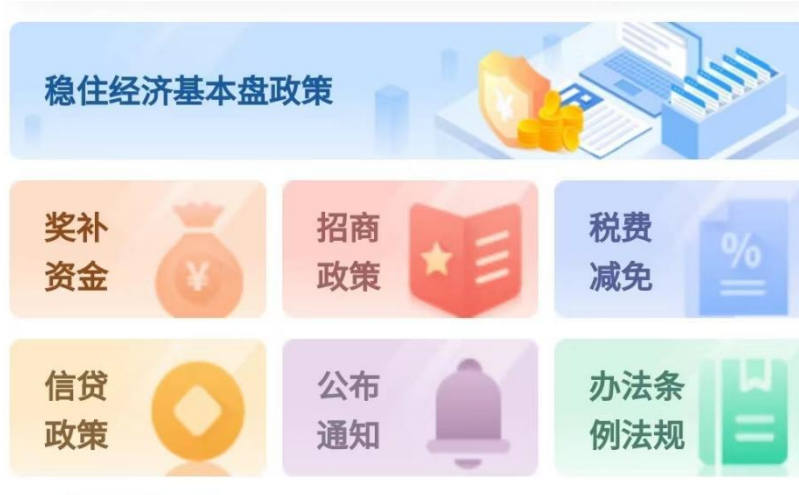 稳住经济基本盘政策
奖补
资金
招商
政策
税费
减免
信贷
政策
公布
通知
办法条
例法规